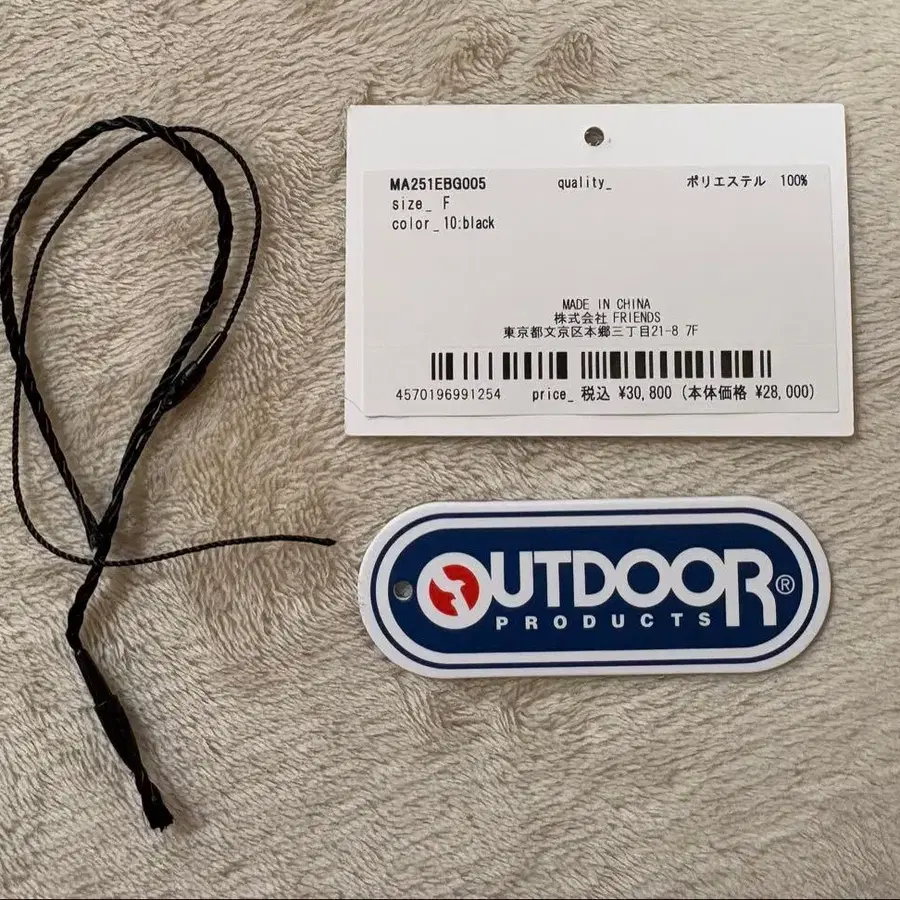 MA251EBG005 quality_ ポリエステル 100%
size_ F
color_10:black
MADE IN CHINA
株式会社 FRIENDS
東京都文京区本郷三丁目21-8 7F
4570196991254 price_ 税込 ¥30,800 (本体価格 ¥28,000)
OUTDOOR®
PRODUCTS